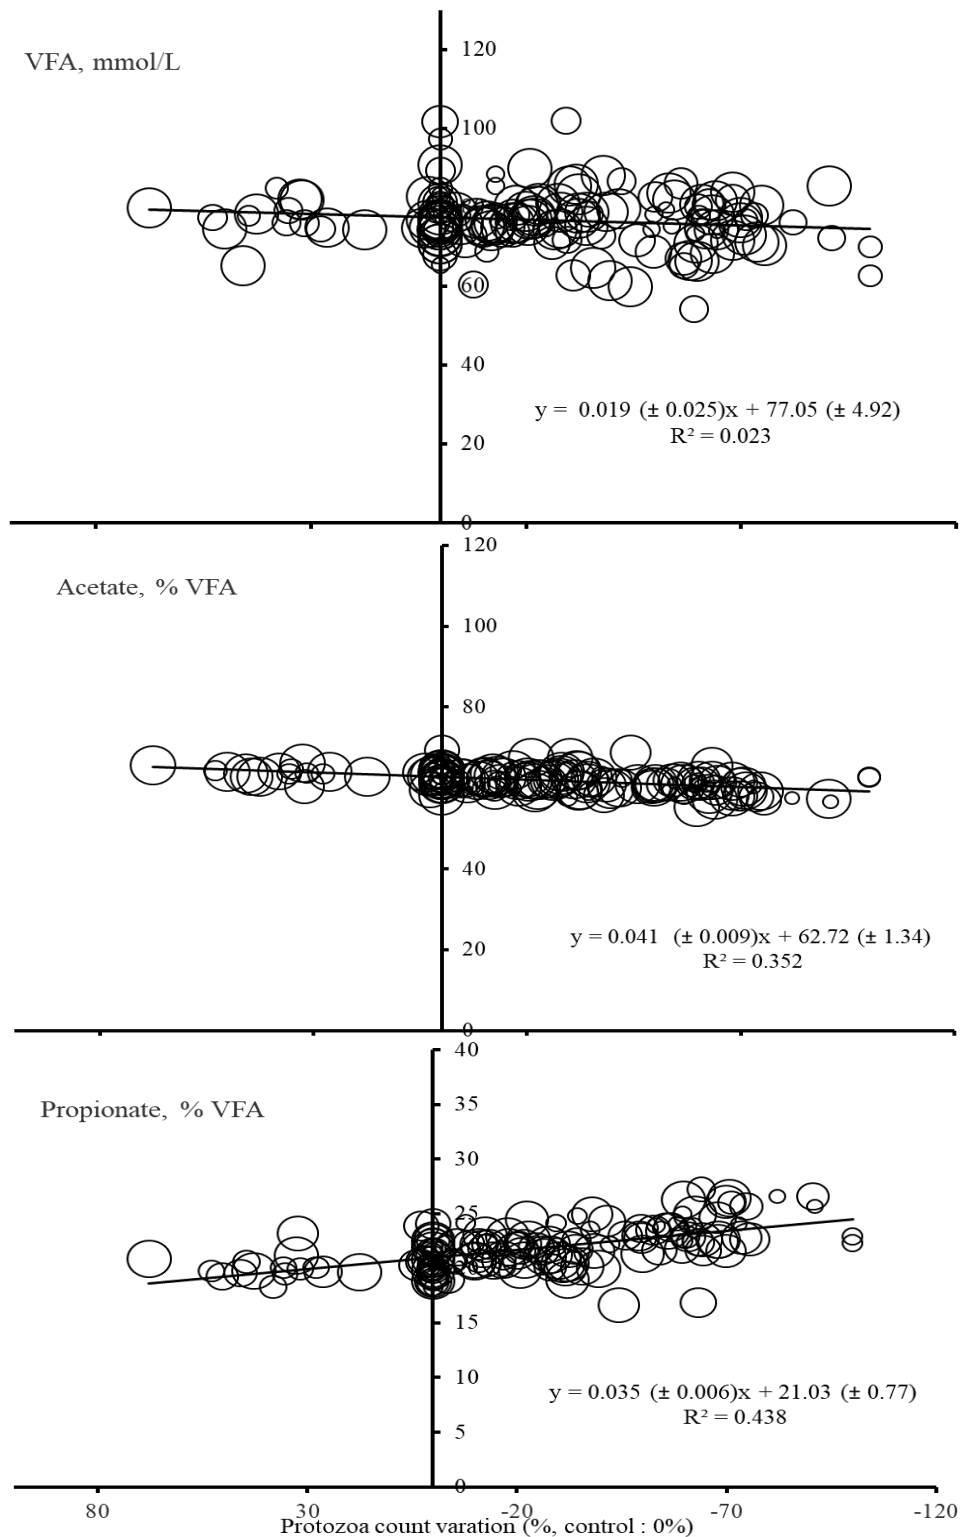 VFA, mmol/L
120
100
60
40
20
0
y = 0.019 (± 0.025)x + 77.05 (± 4.92)
R² = 0.023
Acetate, % VFA
120
100
80
40
20
0
y = 0.041 (± 0.009)x + 62.72 (± 1.34)
R² = 0.352
Propionate, % VFA
40
35
30
25
15
10
5
0
y = 0.035 (± 0.006)x + 21.03 (± 0.77)
R² = 0.438
80 30 -20 -70 -120
Protozoa count varation (%, control : 0%)